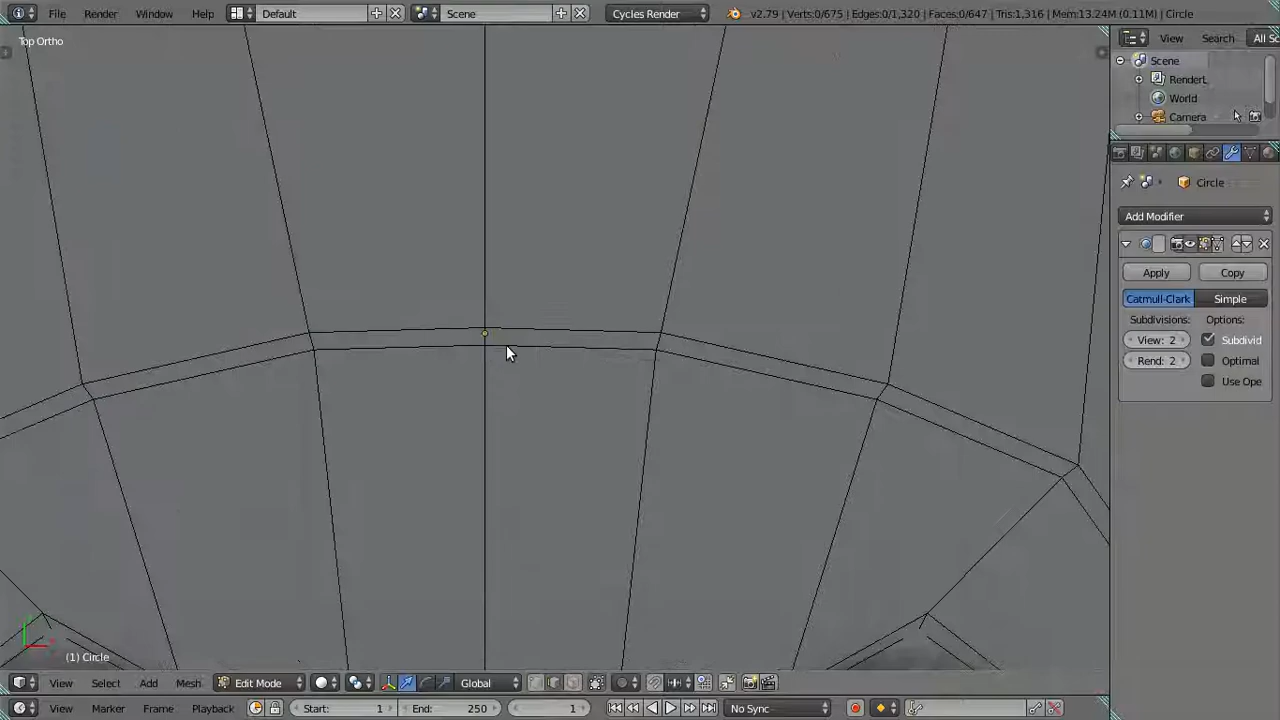 File Render Window Help Default Scene Cycles Render v2.79 | Verts:0/675 | Edges:0/1,320 | Faces:0/647 | Tris:1,316 | Mem:13.24M (0.11M) | Circle
Top Ortho
View Search All Sc
Scene
RenderL
World
Camera
Circle
Add Modifier
Apply Copy
Catmull-Clark Simple
Subdivisions: Options:
View: 2 Subdivid
Rend: 2 Optimal
Use Ope
(1) Circle
View Select Add Mesh Edit Mode Global
View Marker Frame Playback Start: 1 End: 250 1 No Sync